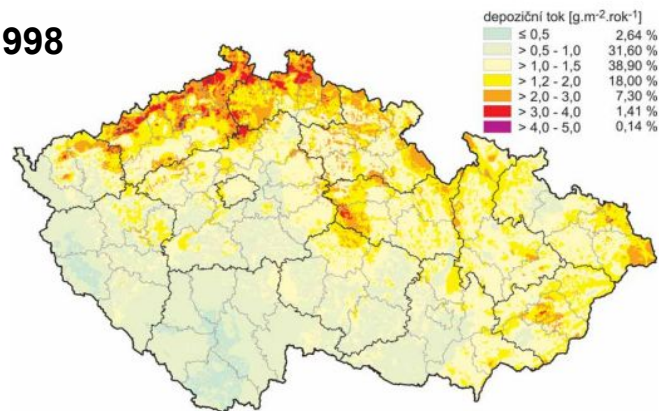 998
depoziční tok [g.m-2.rok-1]
≤ 0,5 2,64 %
> 0,5 - 1,0 31,60 %
> 1,0 - 1,5 38,90 %
> 1,2 - 2,0 18,00 %
> 2,0 - 3,0 7,30 %
> 3,0 - 4,0 1,41 %
> 4,0 - 5,0 0,14 %